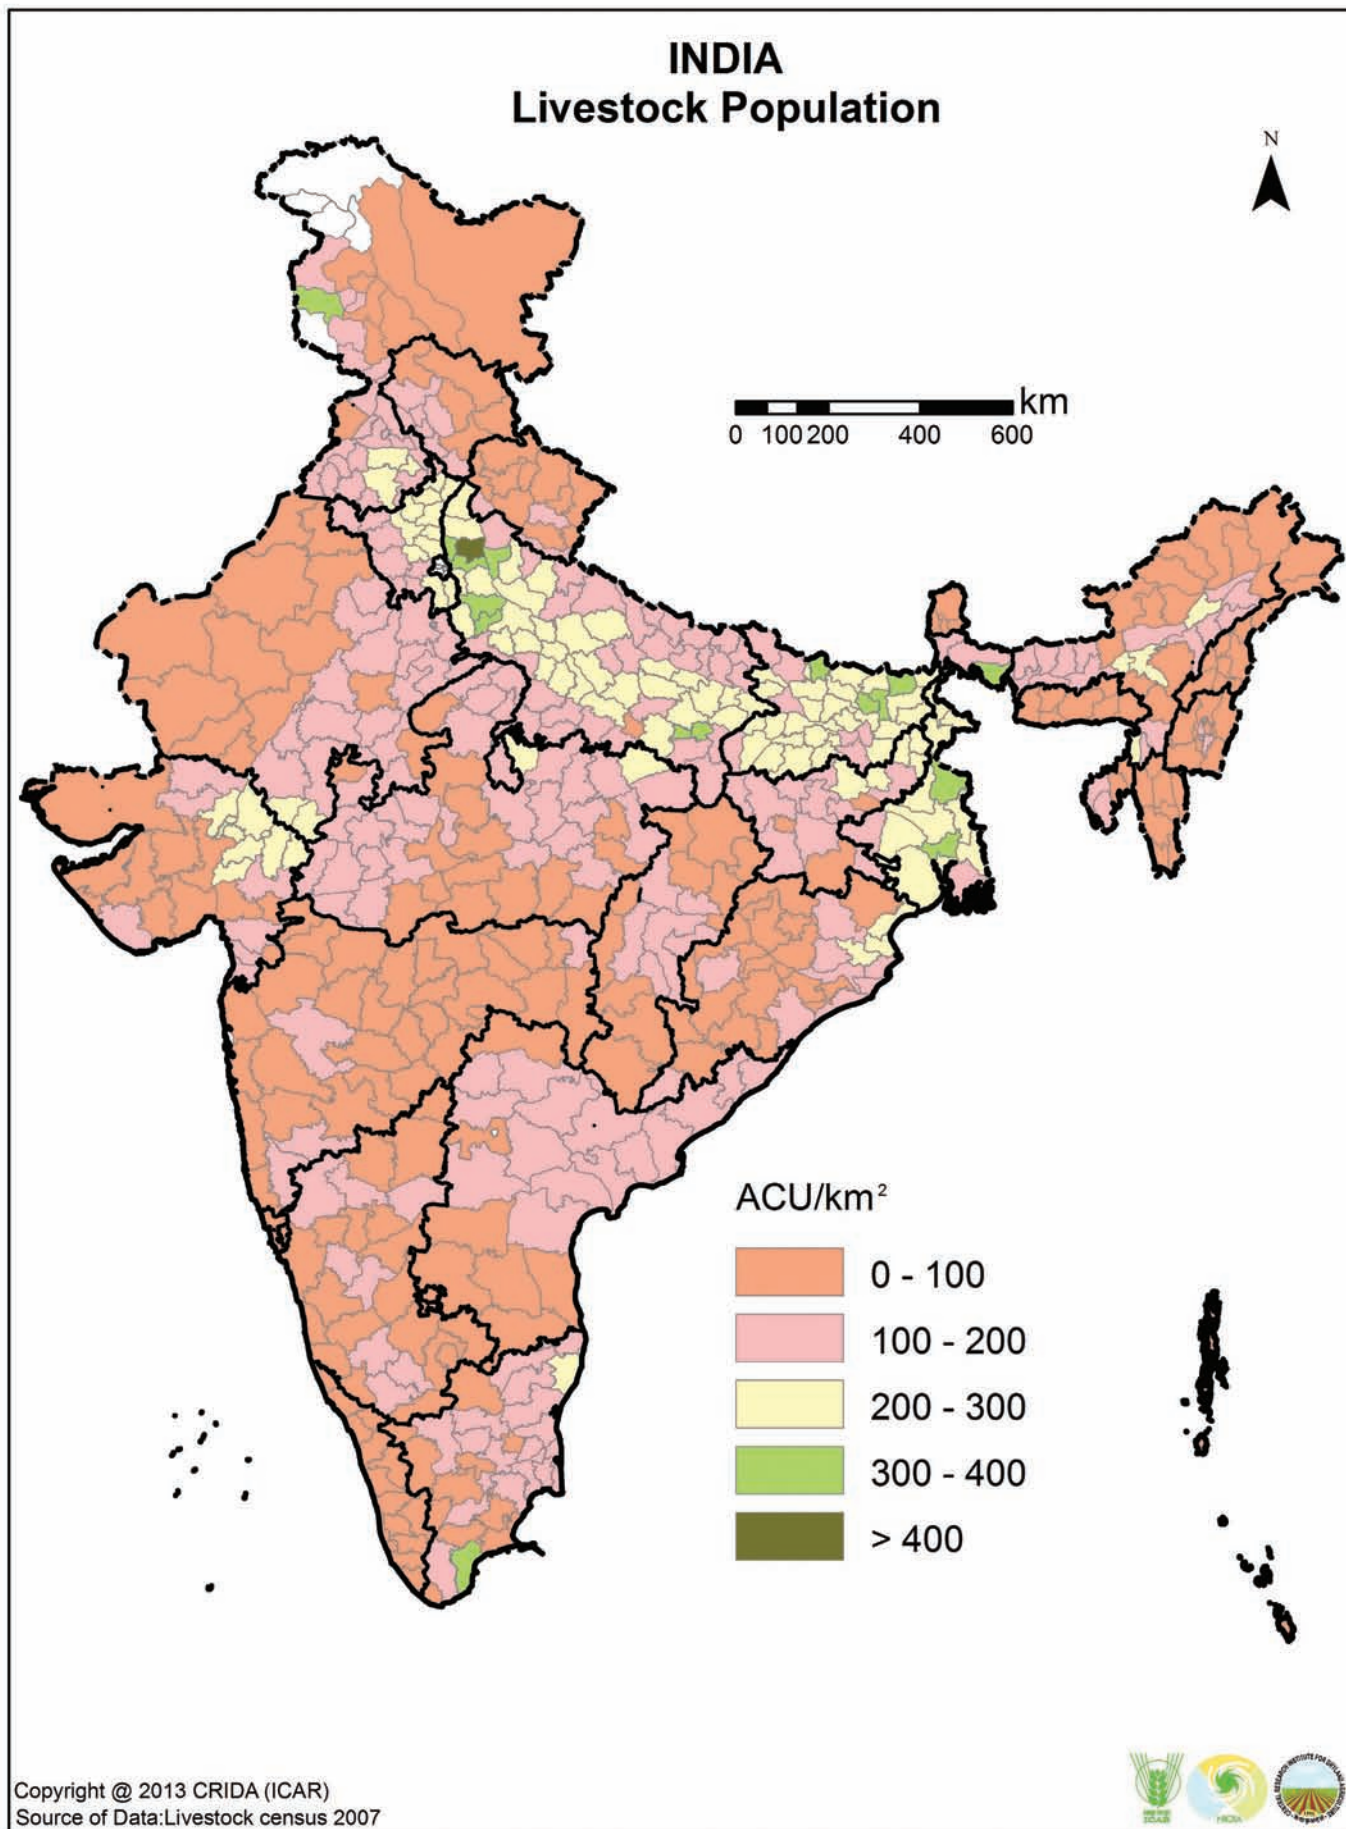 INDIA
Livestock Population
N
km
0 100 200 400 600
ACU/km²
0 - 100
100 - 200
200 - 300
300 - 400
> 400
Copyright @ 2013 CRIDA (ICAR)
Source of Data:Livestock census 2007
NICRA